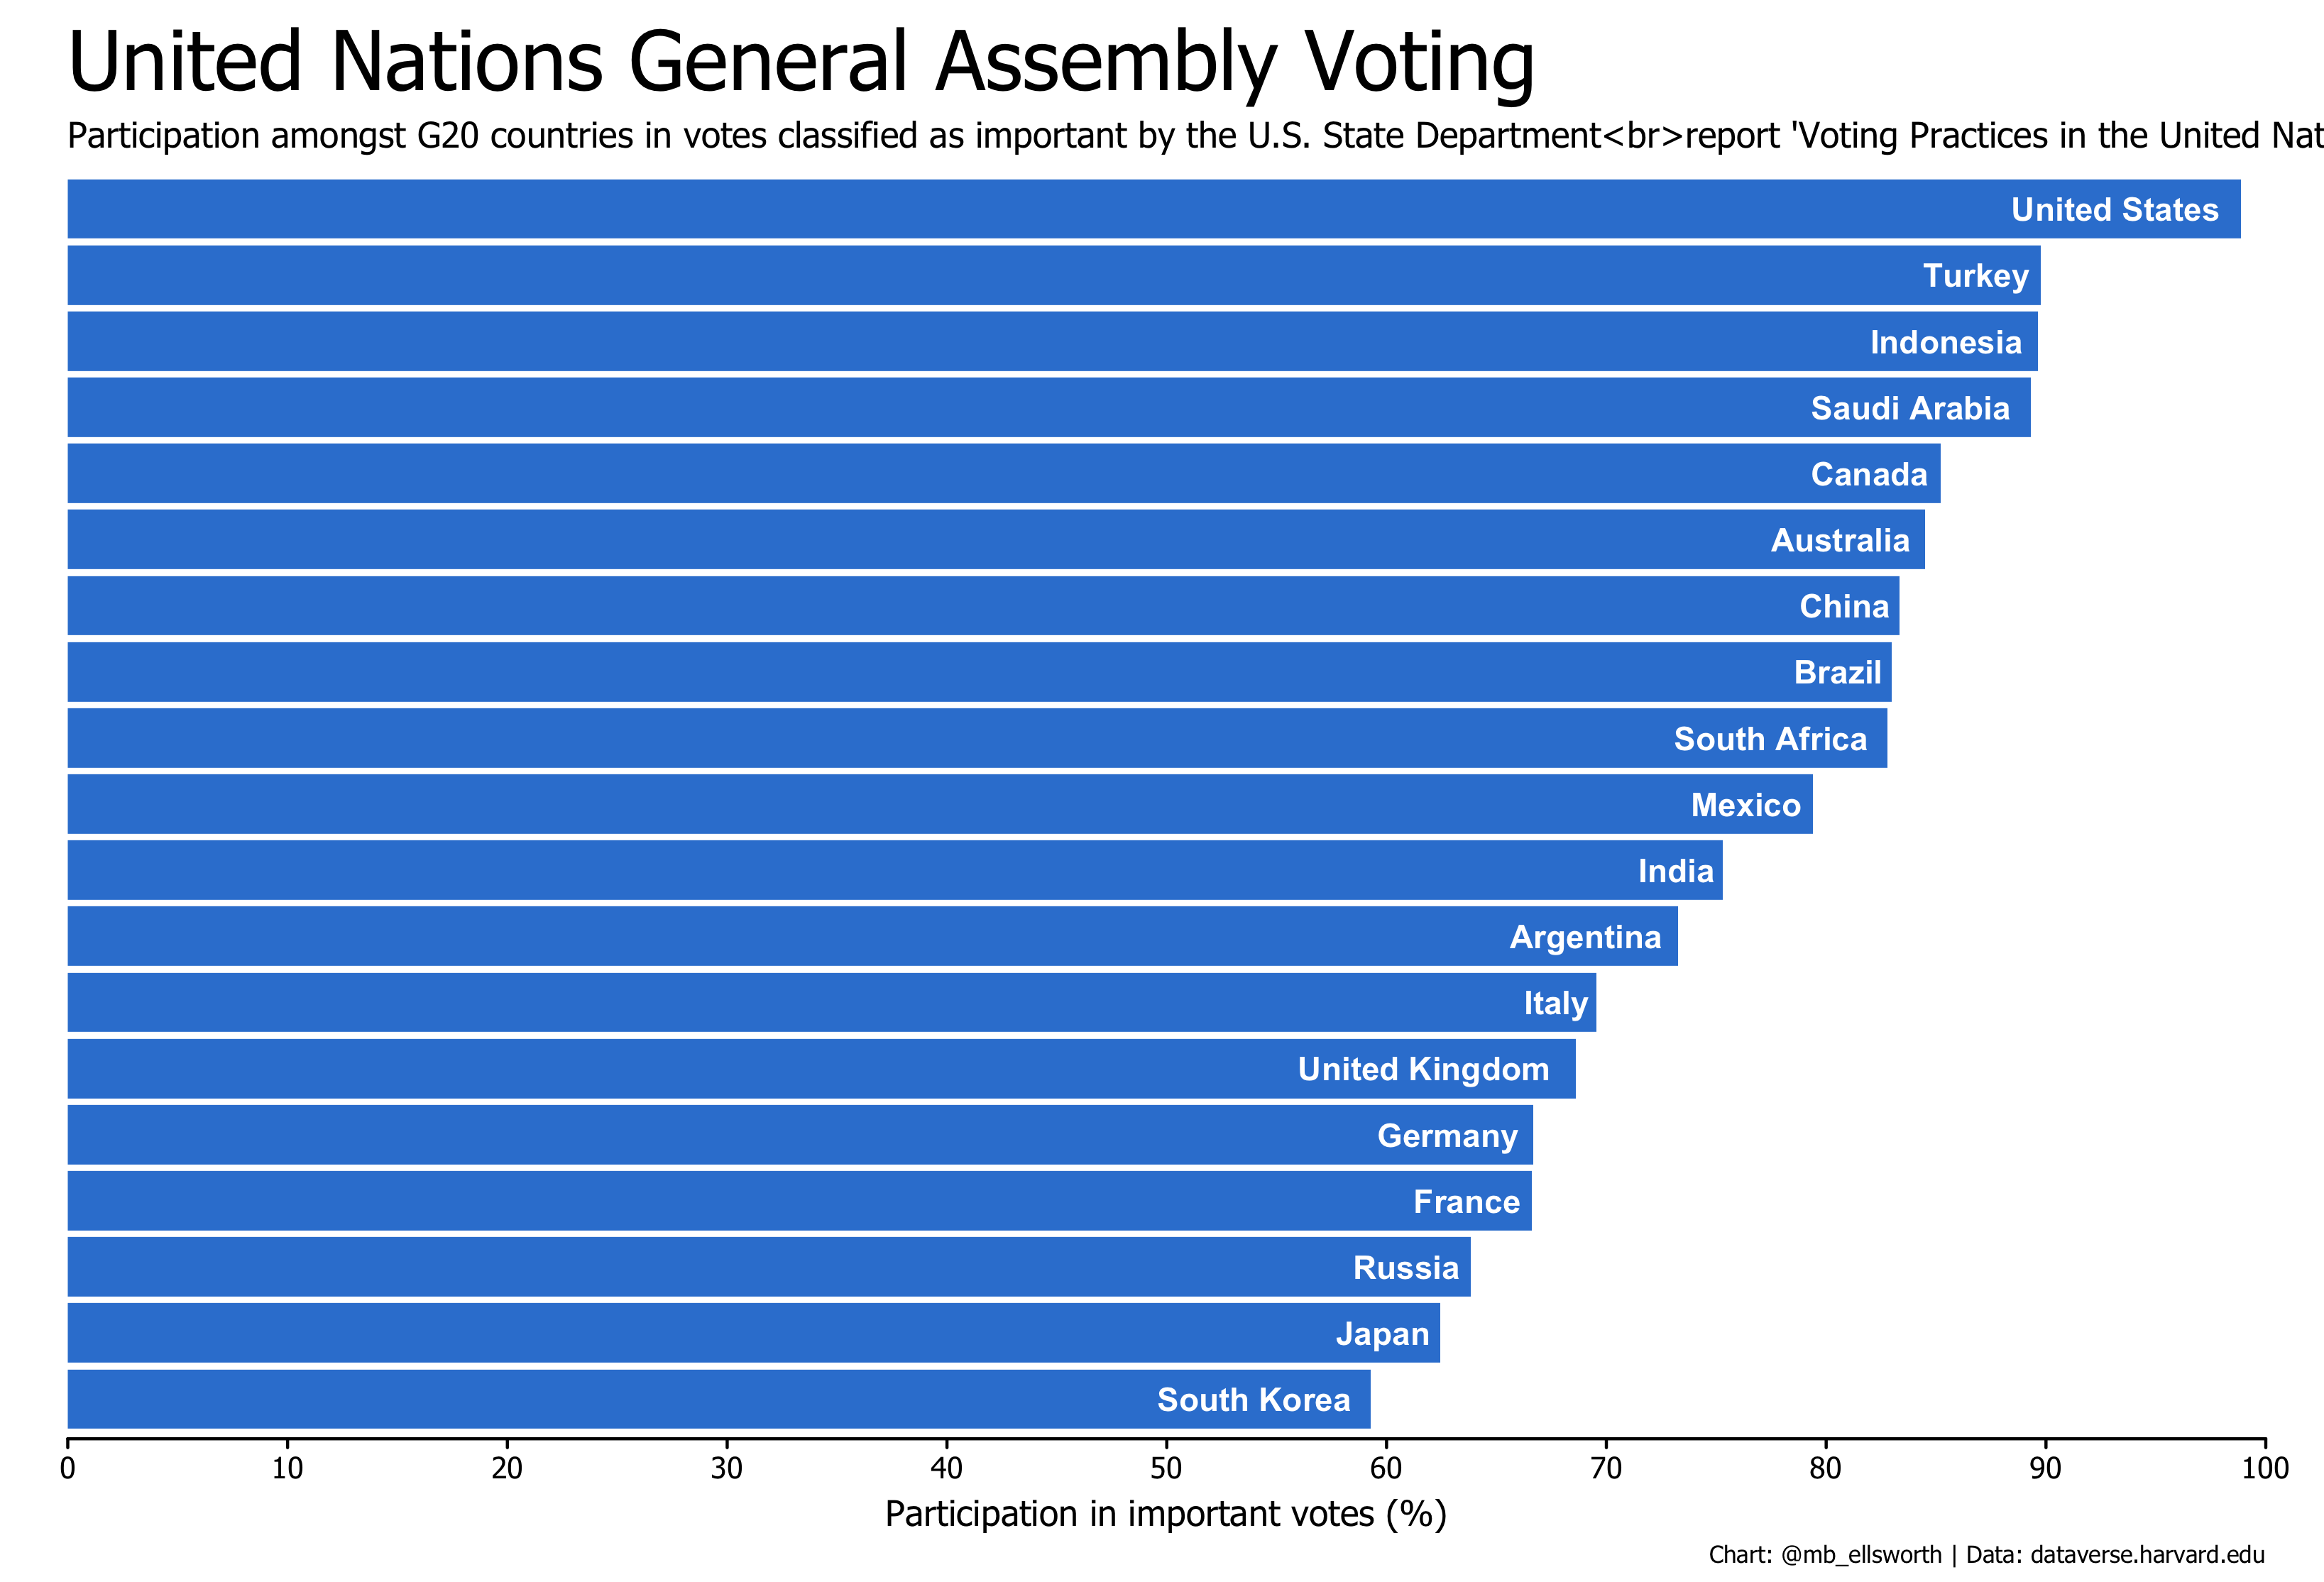 United Nations General Assembly Voting
Participation amongst G20 countries in votes classified as important by the U.S. State Department<br>report 'Voting Practices in the United Nat
United States
Turkey
Indonesia
Saudi Arabia
Canada
Australia
China
Brazil
South Africa
Mexico
India
Argentina
Italy
United Kingdom
Germany
France
Russia
Japan
South Korea
0 10 20 30 40 50 60 70 80 90 100
Participation in important votes (%)
Chart: @mb_ellsworth | Data: dataverse.harvard.edu